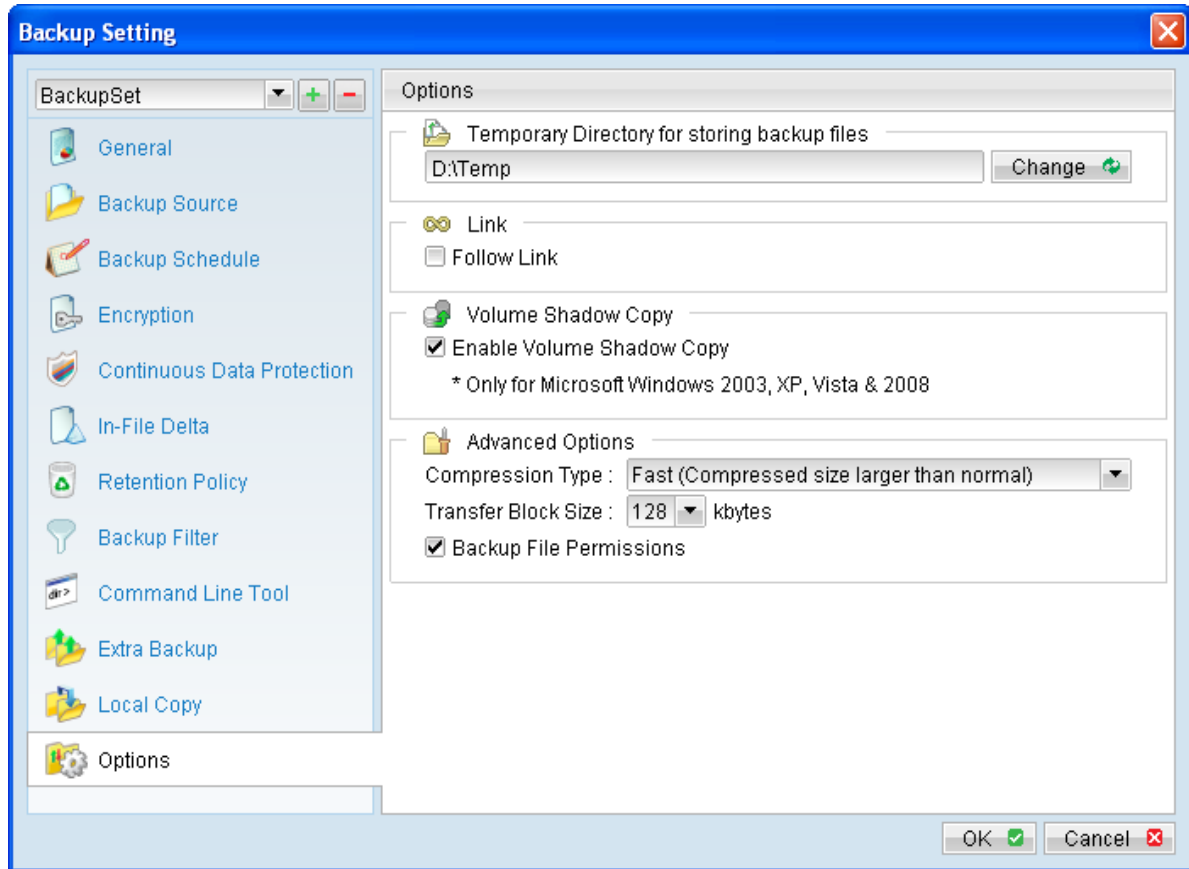 Backup Setting
BackupSet
General
Backup Source
Backup Schedule
Encryption
Continuous Data Protection
In-File Delta
Retention Policy
Backup Filter
dir>
Command Line Tool
Extra Backup
Local Copy
Options
Options
Temporary Directory for storing backup files
D:\Temp
Change
Link
Follow Link
Volume Shadow Copy
Enable Volume Shadow Copy
* Only for Microsoft Windows 2003, XP, Vista & 2008
Advanced Options
Compression Type : Fast (Compressed size larger than normal)
Transfer Block Size : 128 kbytes
Backup File Permissions
OK
Cancel